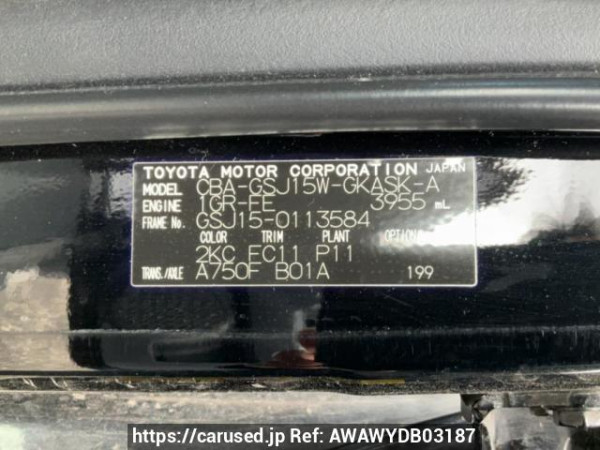 TOYOTA MOTOR CORPORATION JAPAN
MODEL CBA-GSJ15W-GKASK-A
ENGINE 1GR-FE 3955 mL
FRAME No. GSJ15-0113584
COLOR TRIM PLANT OPTION
2KC FC11 P11
TRANS./AXLE A750F B01A 199
https://carused.jp Ref: AWAWYDB03187